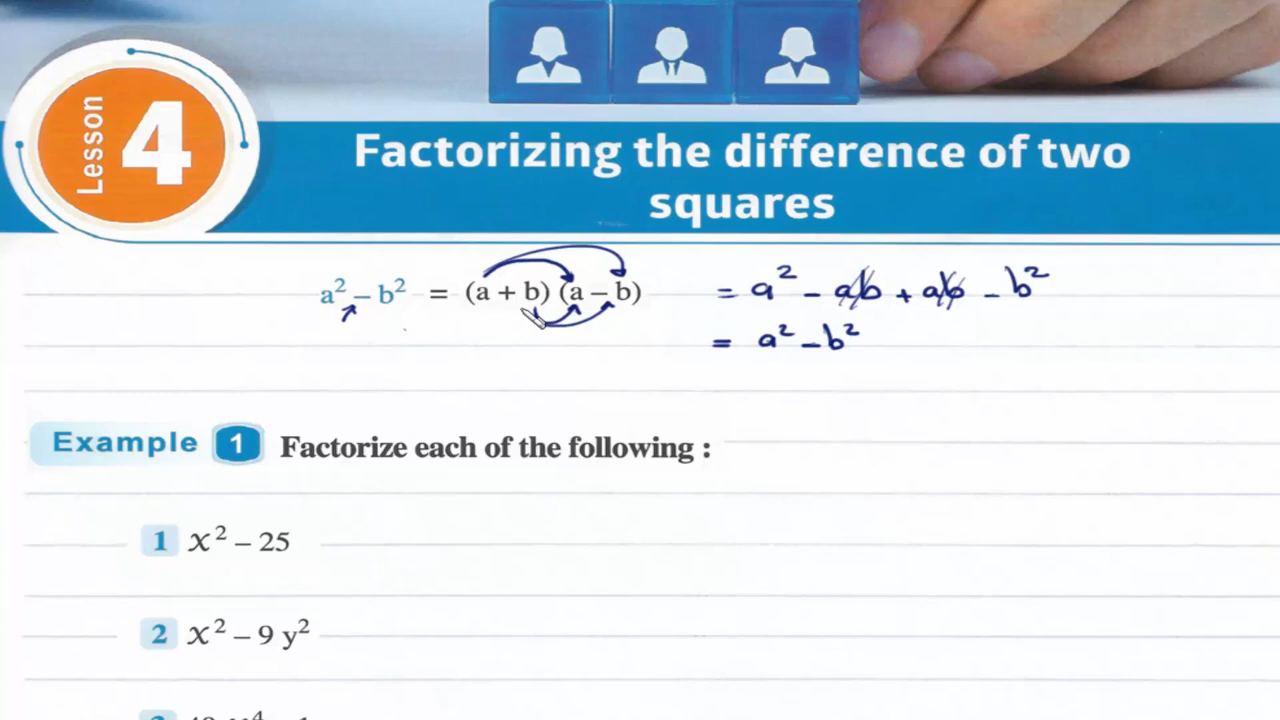 Lesson 4
Factorizing the difference of two
squares
a² – b² = (a + b) (a – b) = a² – ab + ab – b²
= a² – b²
Example 1 Factorize each of the following :
1 x² – 25
2 x² – 9 y²